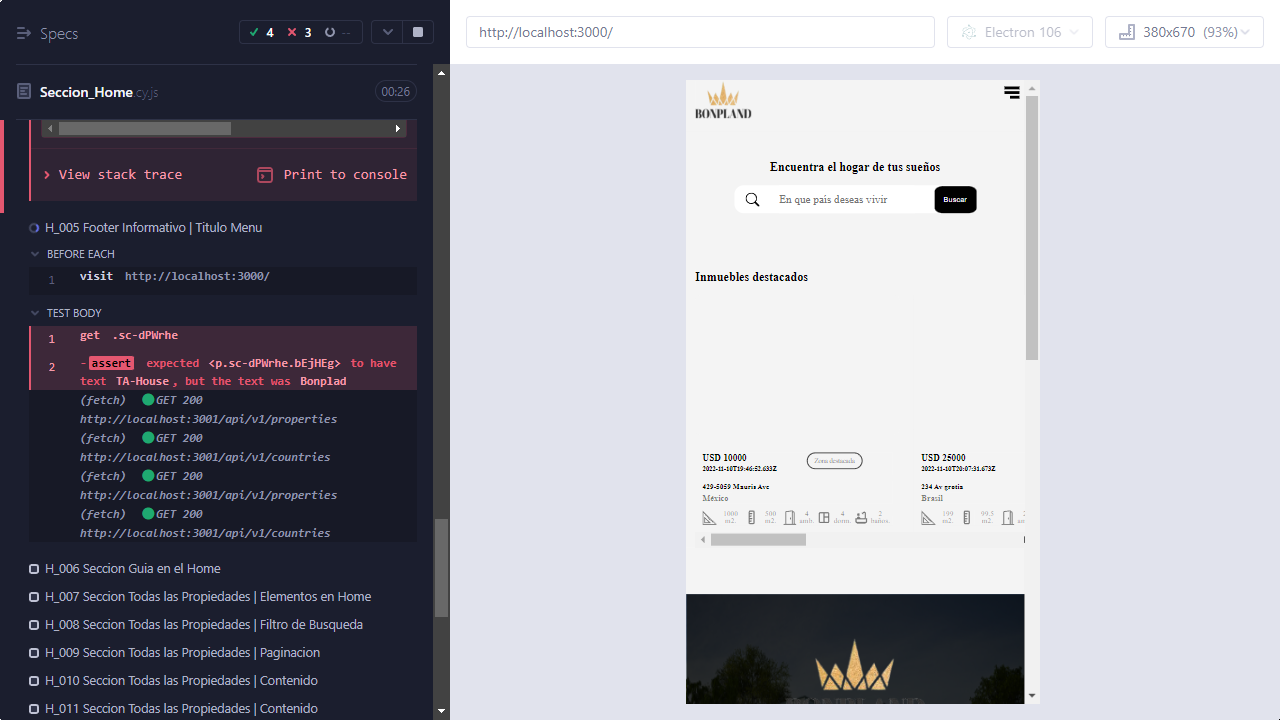 Specs
4
3
--
http://localhost:3000/
Electron 106
380x670 (93%)
Seccion_Home.cy.js
00:26
View stack trace
Print to console
H_005 Footer Informativo | Titulo Menu
BEFORE EACH
1 visit http://localhost:3000/
TEST BODY
1 get .sc-dPWrhe
2 -assert expected <p.sc-dPWrhe.bEjHEg> to have
text TA-House, but the text was Bonplad
(fetch) GET 200
http://localhost:3001/api/v1/properties
(fetch) GET 200
http://localhost:3001/api/v1/countries
(fetch) GET 200
http://localhost:3001/api/v1/properties
(fetch) GET 200
http://localhost:3001/api/v1/countries
H_006 Seccion Guia en el Home
H_007 Seccion Todas las Propiedades | Elementos en Home
H_008 Seccion Todas las Propiedades | Filtro de Busqueda
H_009 Seccion Todas las Propiedades | Paginacion
H_010 Seccion Todas las Propiedades | Contenido
H_011 Seccion Todas las Propiedades | Contenido
BONPLAND
Encuentra el hogar de tus sueños
En que país deseas vivir
Buscar
Inmuebles destacados
USD 10000
2022-11-10T19:46:52.633Z
Zona destacada
429-5059 Mauris Ave
México
1000 m2.
500 m2.
4 amb.
4 dorm.
2 baños.
USD 25000
2022-11-10T20:07:31.673Z
234 Av gratia
Brasil
199 m2.
99.5 m2.
BONPLAND